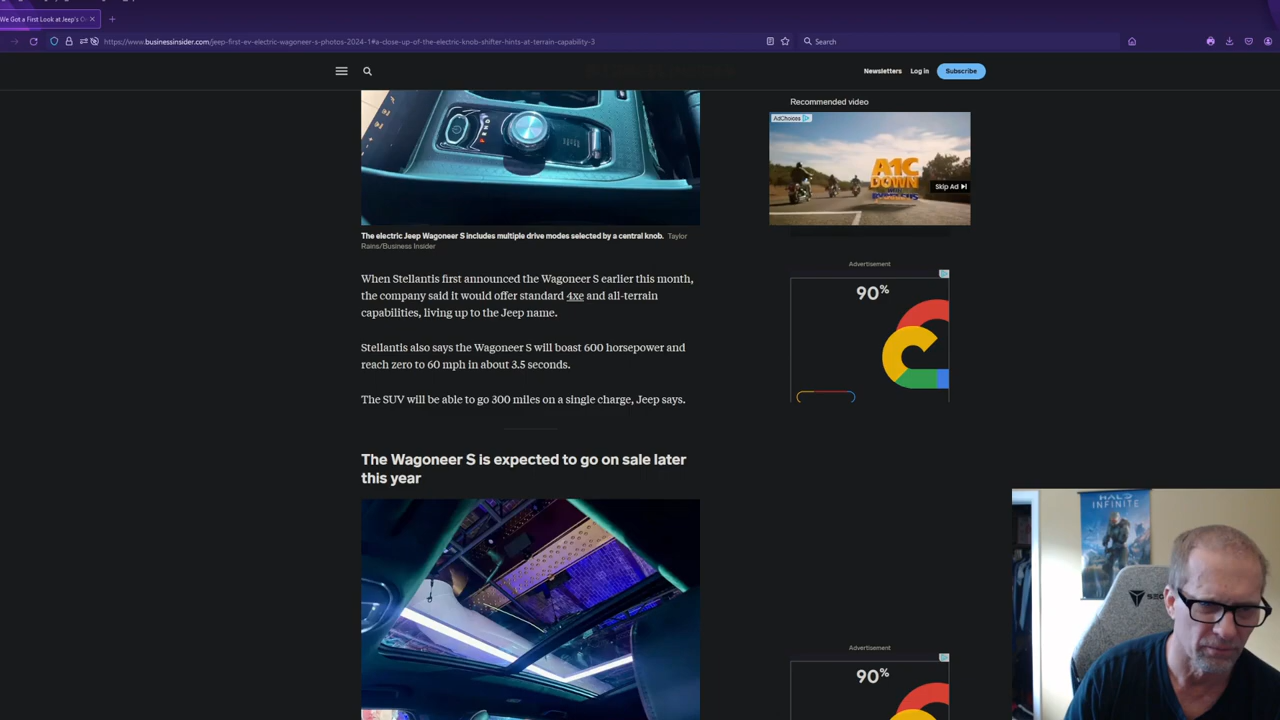 We Got a First Look at Jeep's C
https://www.businessinsider.com/jeep-first-ev-electric-wagoneer-s-photos-2024-1#a-close-up-of-the-electric-knob-shifter-hints-at-terrain-capability-3
Search
Newsletters
Log in
Subscribe
The electric Jeep Wagoneer S includes multiple drive modes selected by a central knob. Taylor
Rains/Business Insider
When Stellantis first announced the Wagoneer S earlier this month,
the company said it would offer standard 4xe and all-terrain
capabilities, living up to the Jeep name.
Stellantis also says the Wagoneer S will boast 600 horsepower and
reach zero to 60 mph in about 3.5 seconds.
The SUV will be able to go 300 miles on a single charge, Jeep says.
The Wagoneer S is expected to go on sale later
this year
Recommended video
AdChoices
A1C
DOWN
Skip Ad
Advertisement
90%
Advertisement
90%
HALO
INFINITE
SEC